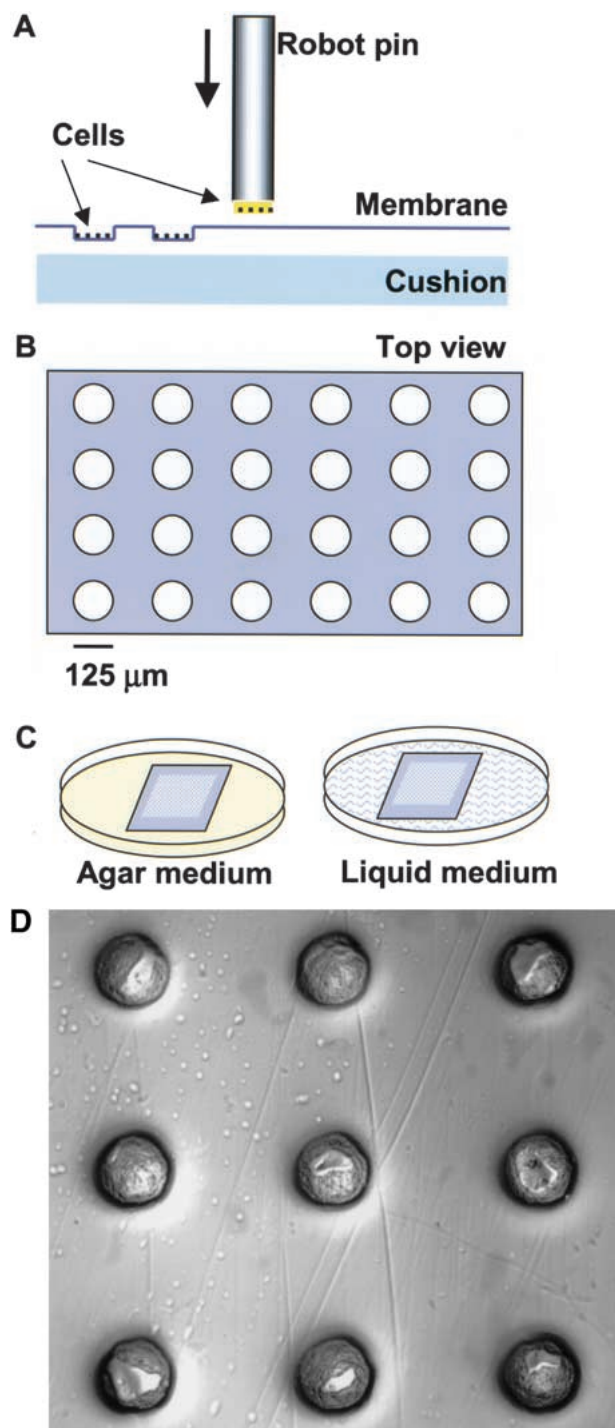 A
Robot pin
Cells
Membrane
Cushion
B
Top view
125 μm
C
Agar medium
Liquid medium
D